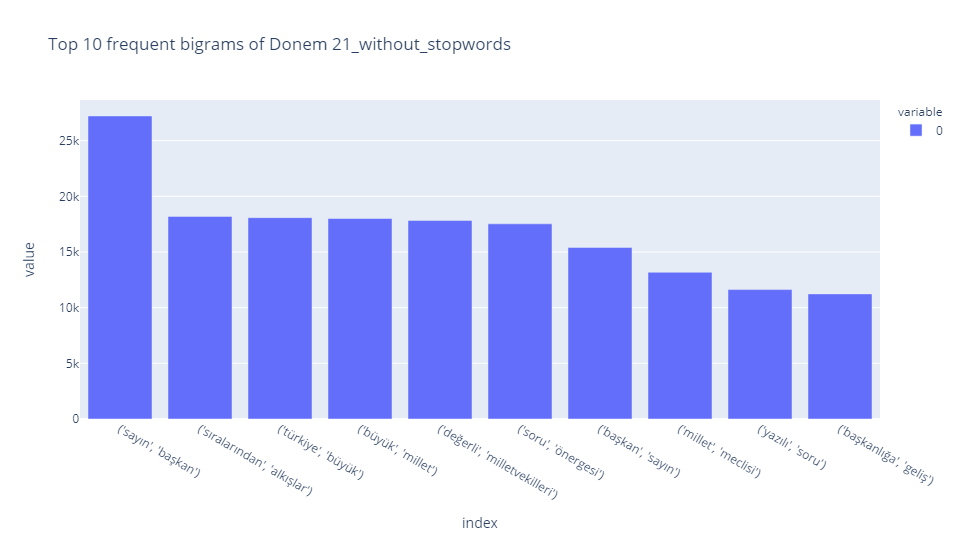 Top 10 frequent bigrams of Donem 21_without_stopwords
variable
0
value
25k
20k
15k
10k
5k
0
('sayın', 'başkan')
('sıralarından', 'alkışlar')
('türkiye', 'büyük')
('büyük', 'millet')
('değerli', 'milletvekilleri')
('soru', 'önergesi')
('başkan', 'sayın')
('millet', 'meclisi')
('yazılı', 'soru')
('başkanlığa', 'geliş')
index